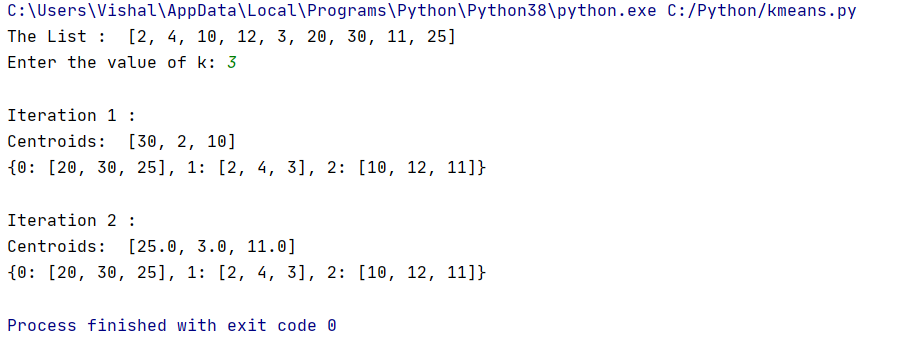 C:\Users\Vishal\AppData\Local\Programs\Python\Python38\python.exe C:/Python/kmeans.py
The List :  [2, 4, 10, 12, 3, 20, 30, 11, 25]
Enter the value of k: 3
Iteration 1 :
Centroids:  [30, 2, 10]
{0: [20, 30, 25], 1: [2, 4, 3], 2: [10, 12, 11]}
Iteration 2 :
Centroids:  [25.0, 3.0, 11.0]
{0: [20, 30, 25], 1: [2, 4, 3], 2: [10, 12, 11]}
Process finished with exit code 0